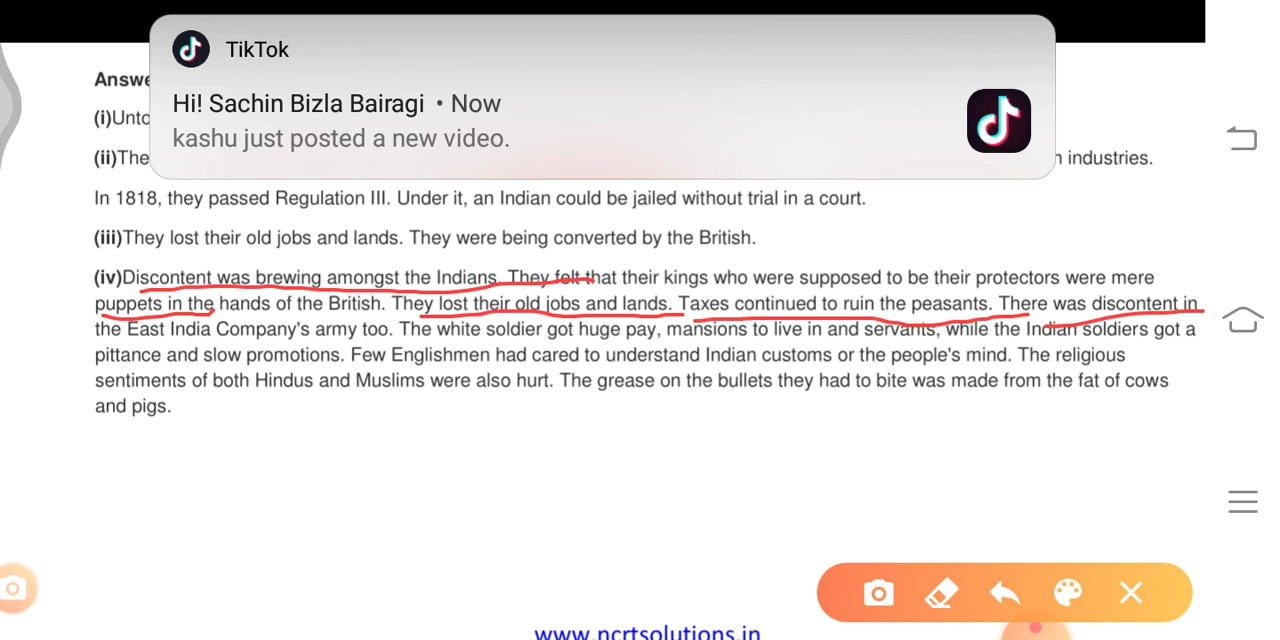 TikTok
Hi! Sachin Bizla Bairagi • Now
kashu just posted a new video.
Answe
(i)Unto
(ii)The
industries.
In 1818, they passed Regulation III. Under it, an Indian could be jailed without trial in a court.
(iii)They lost their old jobs and lands. They were being converted by the British.
(iv)Discontent was brewing amongst the Indians. They felt that their kings who were supposed to be their protectors were mere
puppets in the hands of the British. They lost their old jobs and lands. Taxes continued to ruin the peasants. There was discontent in
the East India Company's army too. The white soldier got huge pay, mansions to live in and servants, while the Indian soldiers got a
pittance and slow promotions. Few Englishmen had cared to understand Indian customs or the people's mind. The religious
sentiments of both Hindus and Muslims were also hurt. The grease on the bullets they had to bite was made from the fat of cows
and pigs.
www.ncrtsolutions.in